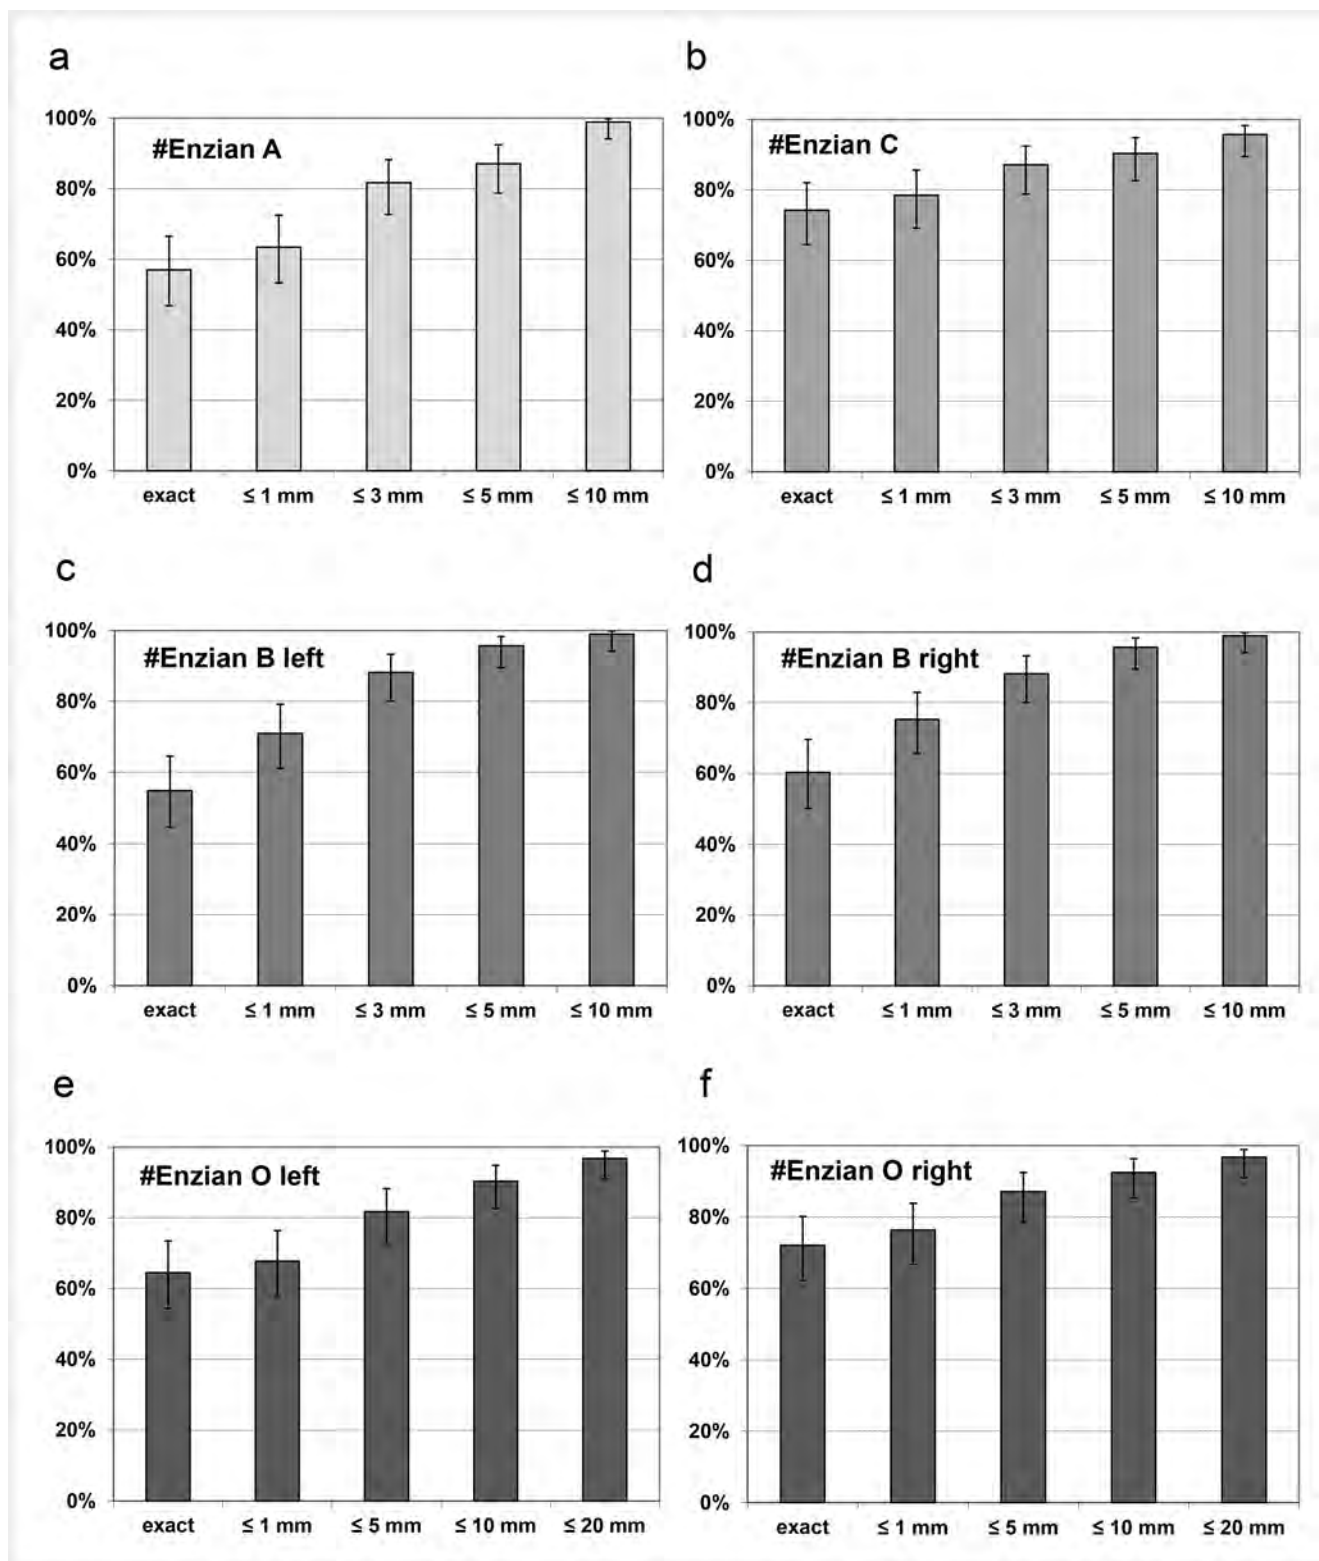 a
100%
80%
60%
40%
20%
0%
#Enzian A
exact ≤ 1 mm ≤ 3 mm ≤ 5 mm ≤ 10 mm
b
100%
80%
60%
40%
20%
0%
#Enzian C
exact ≤ 1 mm ≤ 3 mm ≤ 5 mm ≤ 10 mm
c
100%
80%
60%
40%
20%
0%
#Enzian B left
exact ≤ 1 mm ≤ 3 mm ≤ 5 mm ≤ 10 mm
d
100%
80%
60%
40%
20%
0%
#Enzian B right
exact ≤ 1 mm ≤ 3 mm ≤ 5 mm ≤ 10 mm
e
100%
80%
60%
40%
20%
0%
#Enzian O left
exact ≤ 1 mm ≤ 5 mm ≤ 10 mm ≤ 20 mm
f
100%
80%
60%
40%
20%
0%
#Enzian O right
exact ≤ 1 mm ≤ 5 mm ≤ 10 mm ≤ 20 mm